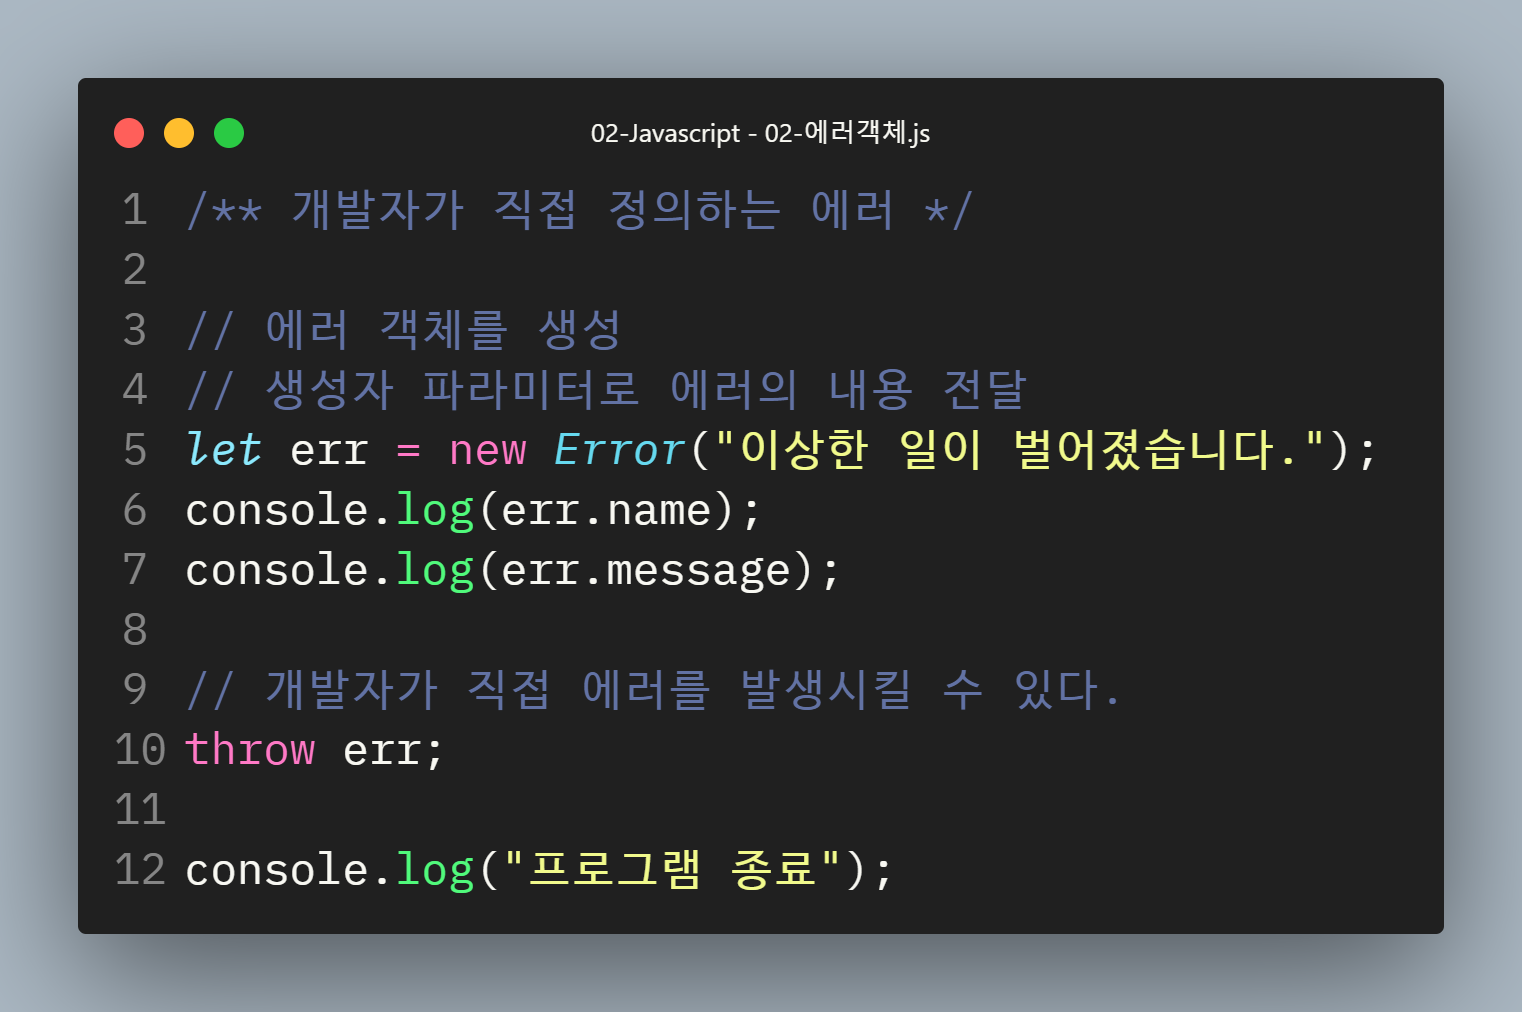 02-Javascript - 02-에러객체.js
1 /** 개발자가 직접 정의하는 에러 */
2
3 // 에러 객체를 생성
4 // 생성자 파라미터로 에러의 내용 전달
5 let err = new Error("이상한 일이 벌어졌습니다.");
6 console.log(err.name);
7 console.log(err.message);
8
9 // 개발자가 직접 에러를 발생시킬 수 있다.
10 throw err;
11
12 console.log("프로그램 종료");